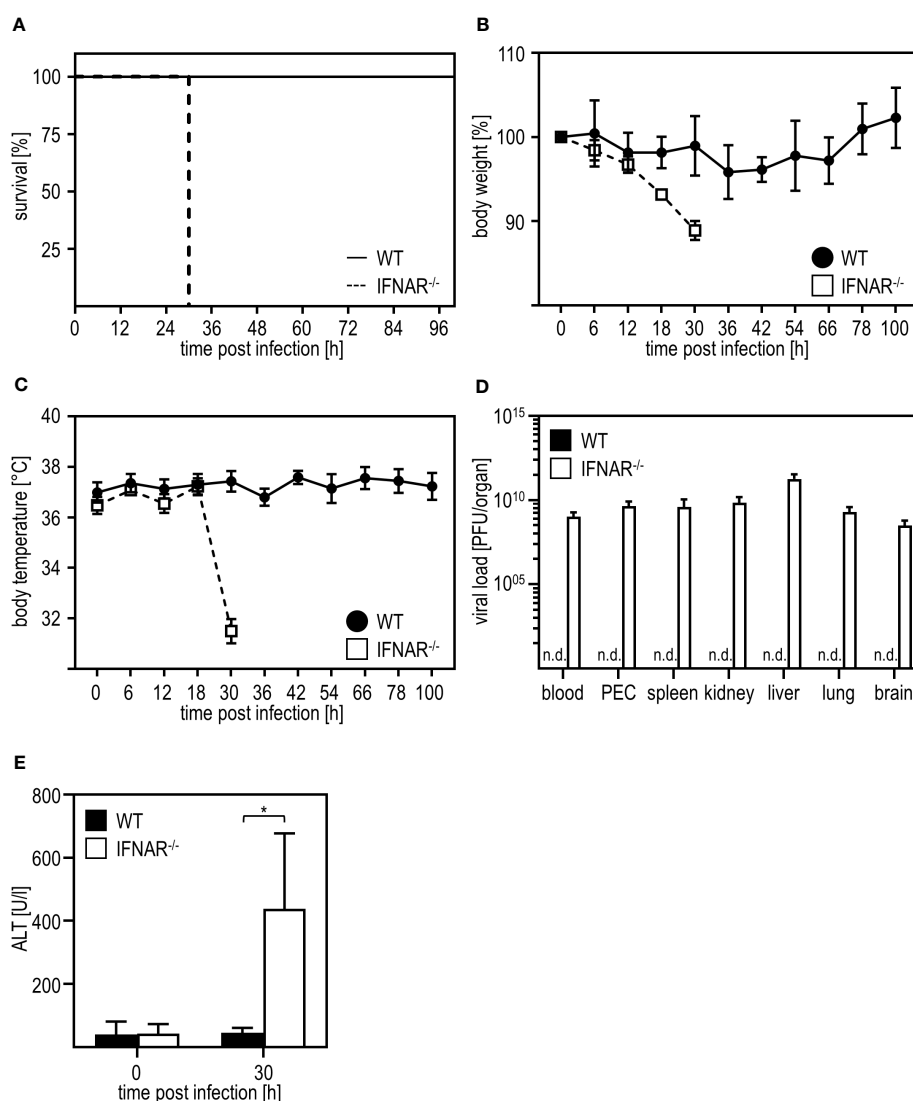 A
survival [%]
100
75
50
25
WT
IFNAR-/-
0 12 24 36 48 60 72 84 96
time post infection [h]
B
body weight [%]
110
100
90
WT
IFNAR-/-
0 6 12 18 30 36 42 54 66 78 100
time post infection [h]
C
body temperature [°C]
40
38
36
34
32
WT
IFNAR-/-
0 6 12 18 30 36 42 54 66 78 100
time post infection [h]
D
viral load [PFU/organ]
10^15
10^10
10^05
WT
IFNAR-/-
n.d. n.d. n.d. n.d. n.d. n.d. n.d.
blood PEC spleen kidney liver lung brain
E
ALT [U/l]
800
600
400
200
WT
IFNAR-/-
*
0 30
time post infection [h]